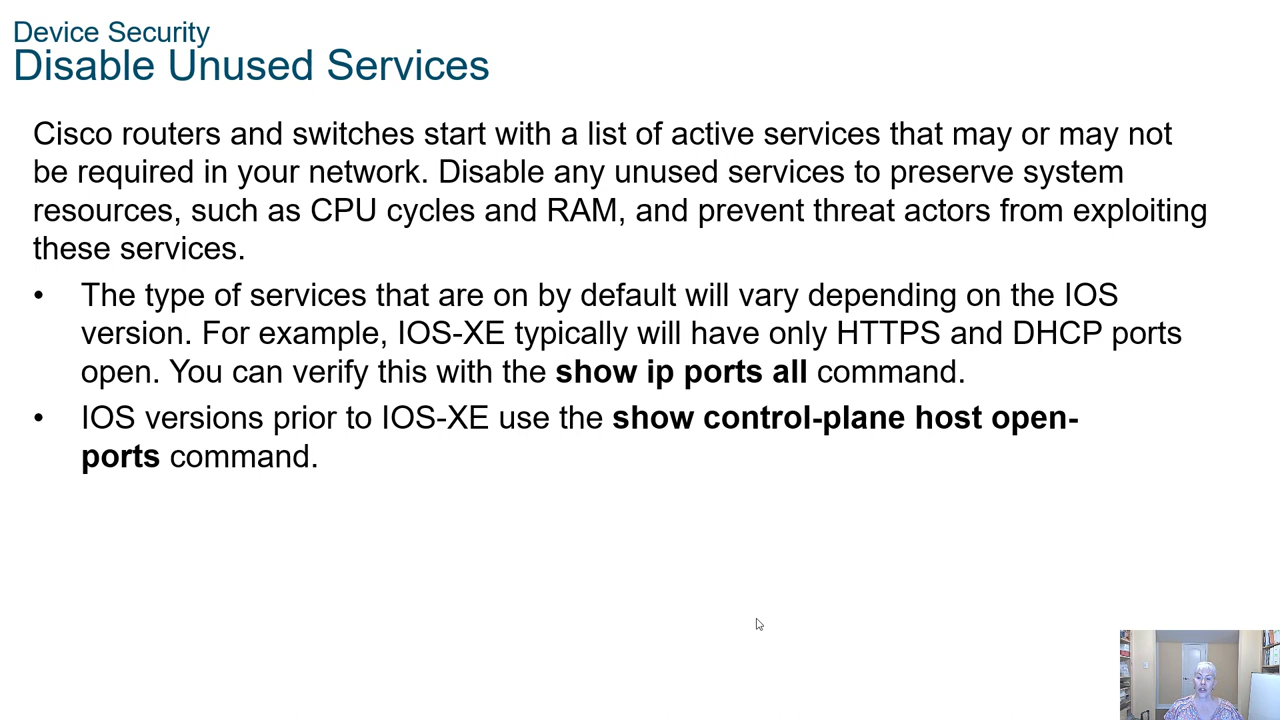 Device Security
Disable Unused Services
Cisco routers and switches start with a list of active services that may or may not
be required in your network. Disable any unused services to preserve system
resources, such as CPU cycles and RAM, and prevent threat actors from exploiting
these services.
• The type of services that are on by default will vary depending on the IOS
version. For example, IOS-XE typically will have only HTTPS and DHCP ports
open. You can verify this with the show ip ports all command.
• IOS versions prior to IOS-XE use the show control-plane host open-
ports command.